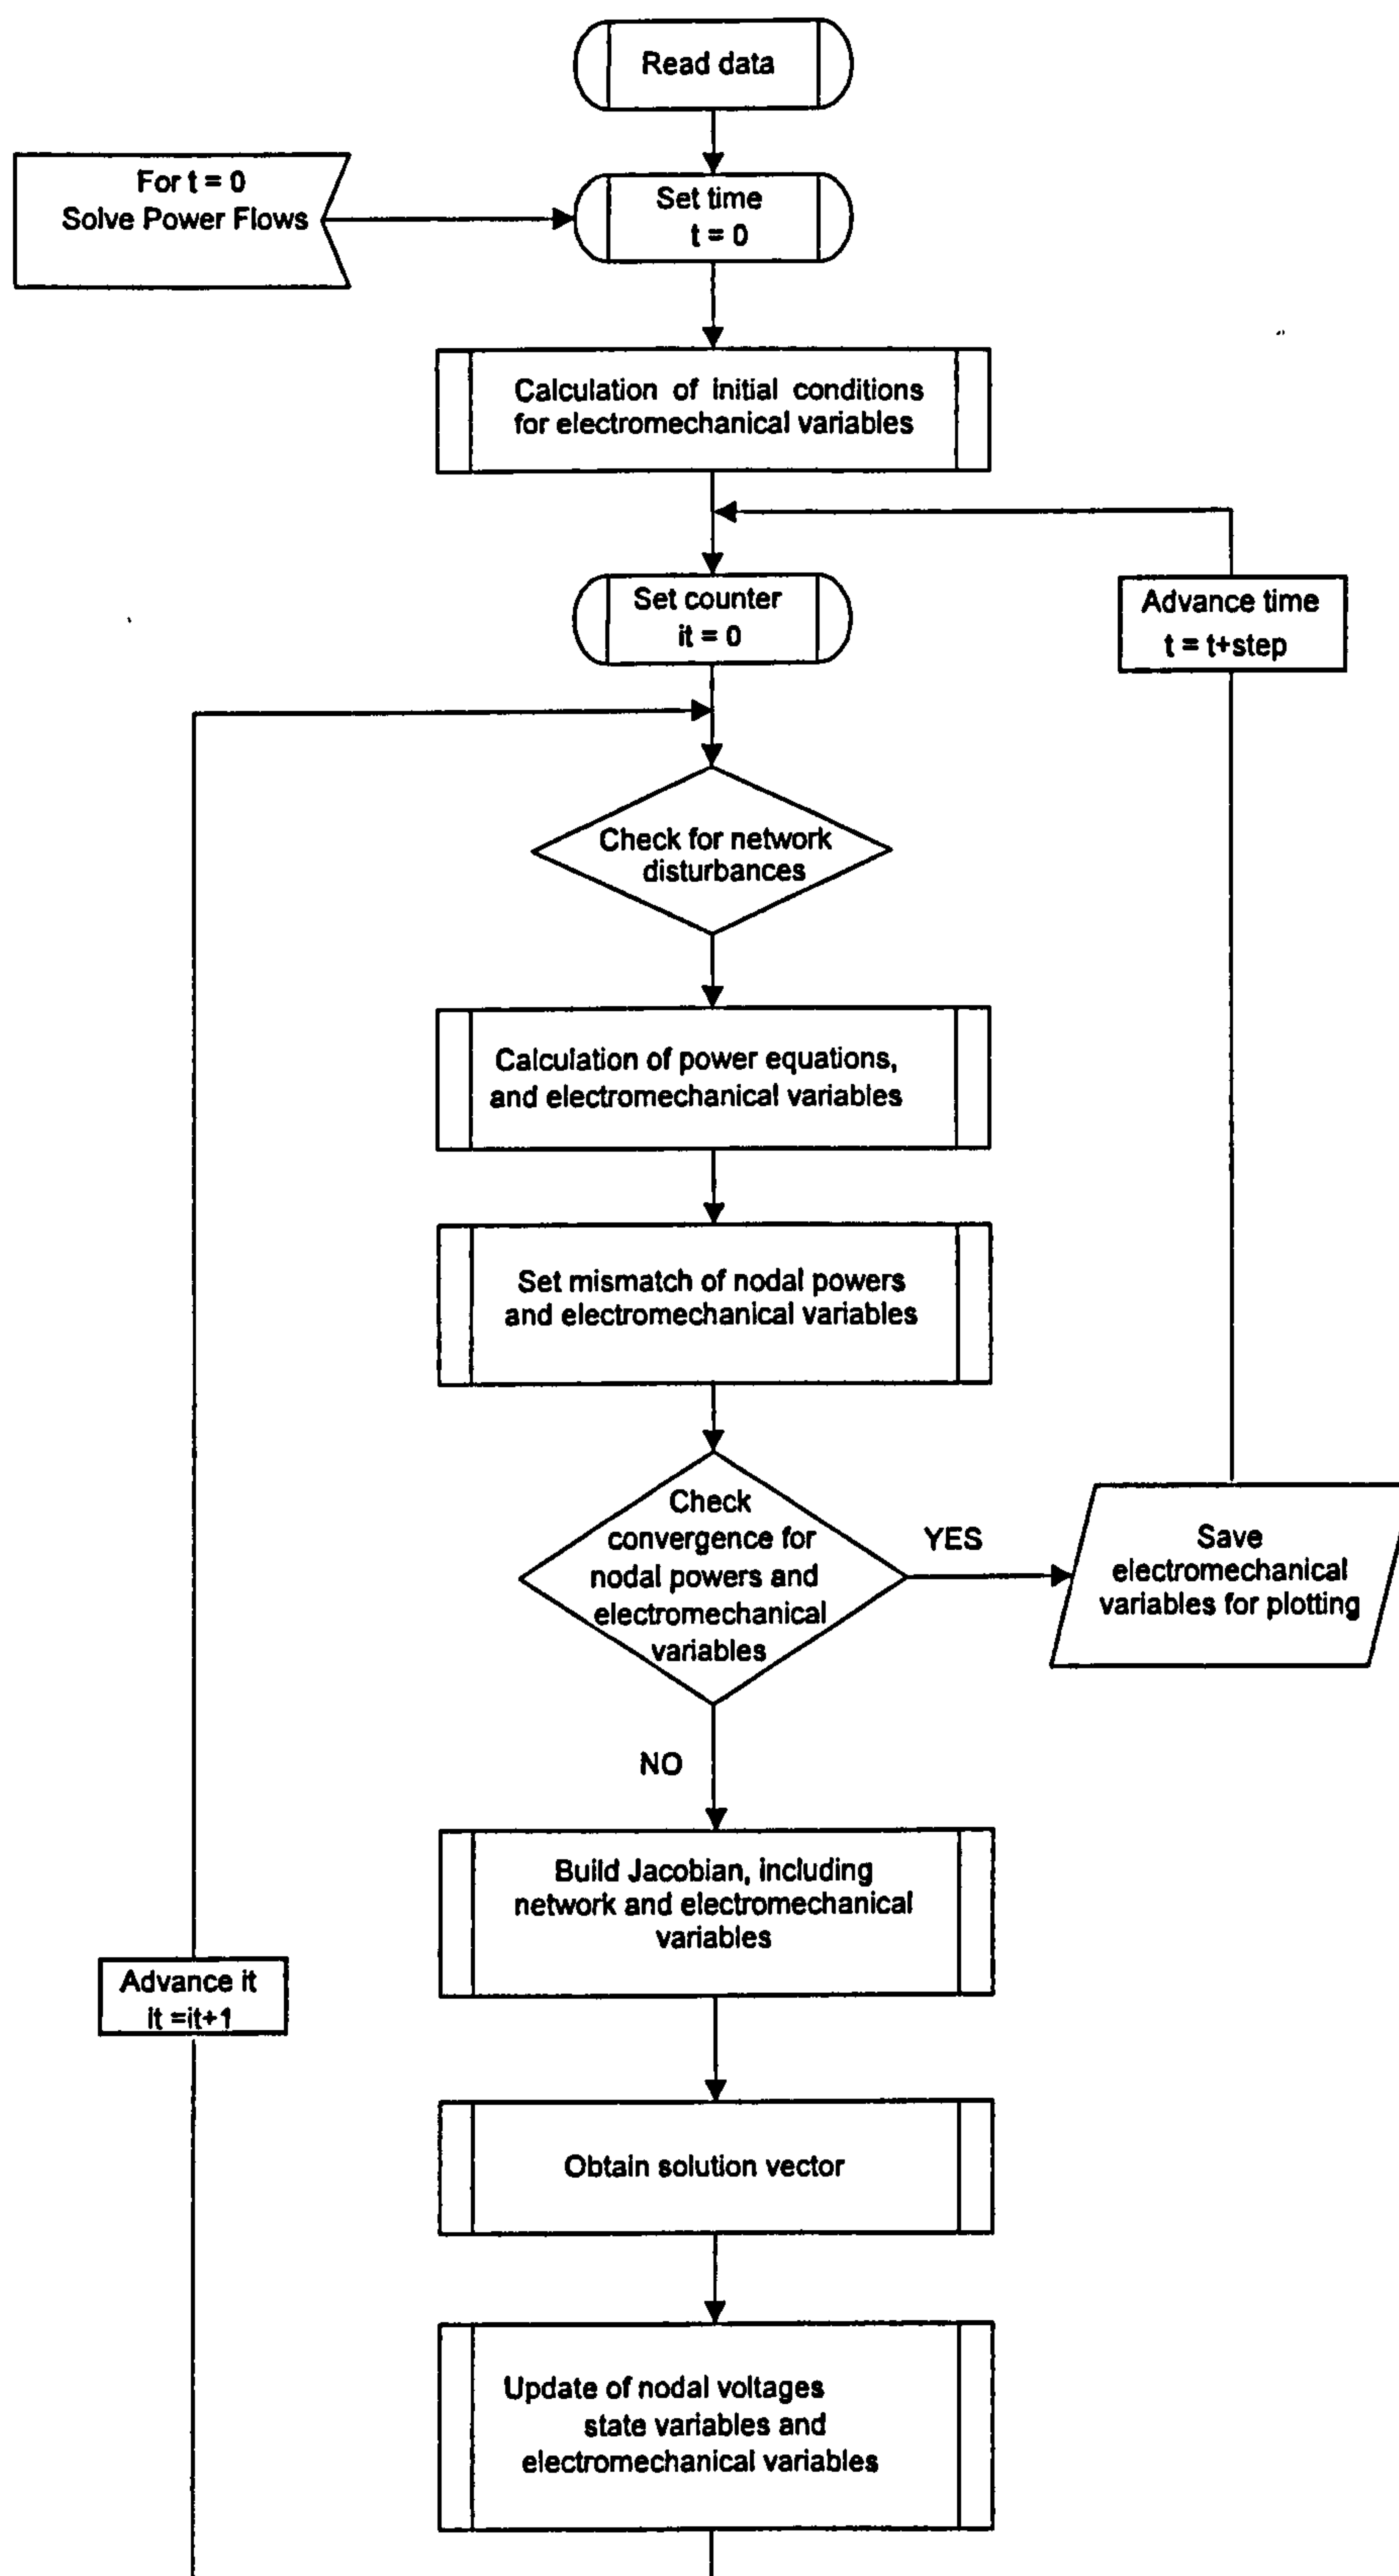 Read data
For t = 0
Solve Power Flows
Set time
t = 0
Calculation of initial conditions
for electromechanical variables
Set counter
it = 0
Advance time
t = t+step
Check for network
disturbances
Calculation of power equations,
and electromechanical variables
Set mismatch of nodal powers
and electromechanical variables
Check
convergence for
nodal powers and
electromechanical
variables
YES
Save
electromechanical
variables for plotting
NO
Build Jacobian, including
network and electromechanical
variables
Advance it
it =it+1
Obtain solution vector
Update of nodal voltages
state variables and
electromechanical variables